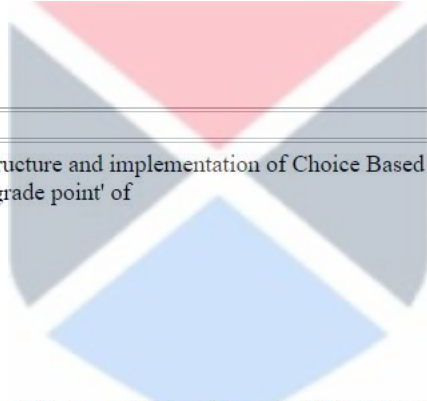 ructure and implementation of Choice Based
grade point' of